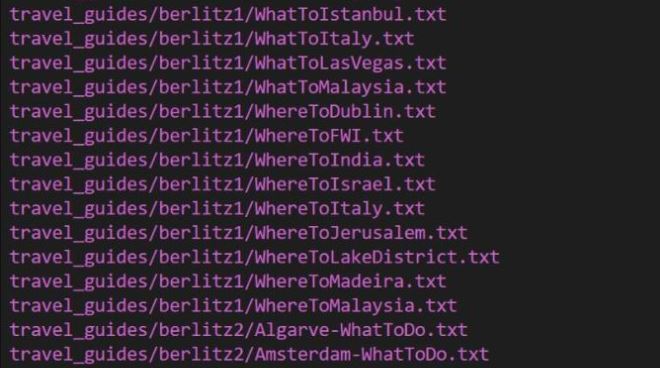 travel_guides/berlitz1/WhatToIstanbul.txt
travel_guides/berlitz1/WhatToItaly.txt
travel_guides/berlitz1/WhatToLasVegas.txt
travel_guides/berlitz1/WhatToMalaysia.txt
travel_guides/berlitz1/WhereToDublin.txt
travel_guides/berlitz1/WhereToFWI.txt
travel_guides/berlitz1/WhereToIndia.txt
travel_guides/berlitz1/WhereToIsrael.txt
travel_guides/berlitz1/WhereToItaly.txt
travel_guides/berlitz1/WhereToJerusalem.txt
travel_guides/berlitz1/WhereToLakeDistrict.txt
travel_guides/berlitz1/WhereToMadeira.txt
travel_guides/berlitz1/WhereToMalaysia.txt
travel_guides/berlitz2/Algarve-WhatToDo.txt
travel_guides/berlitz2/Amsterdam-WhatToDo.txt